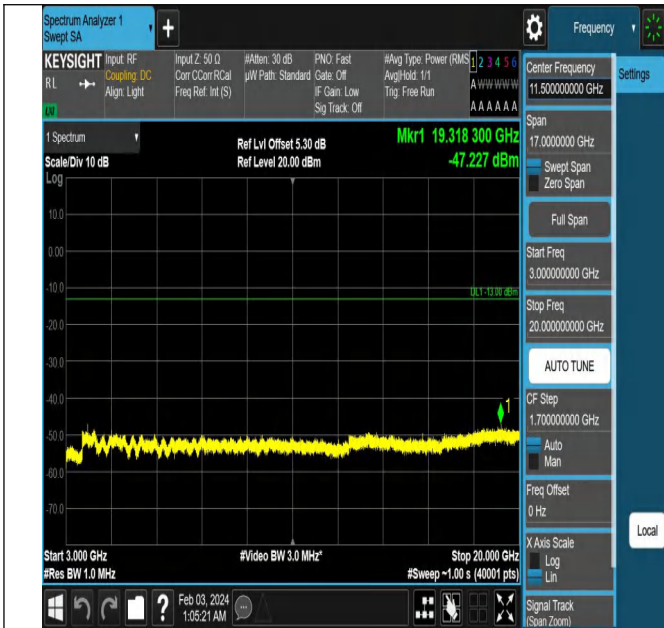 Spectrum Analyzer 1
Swept SA
Frequency
KEYSIGHT
RL
LXI
Input: RF
Coupling: DC
Align: Light
Input Z: 50 Ω
Corr CCorr RCal
Freq Ref: Int (S)
#Atten: 30 dB
µW Path: Standard
PNO: Fast
Gate: Off
IF Gain: Low
Sig Track: Off
#Avg Type: Power (RMS
Avg|Hold: 1/1
Trig: Free Run
1 2 3 4 5 6
A W W W W W
A A A A A A
1 Spectrum
Scale/Div 10 dB
Log
Ref Lvl Offset 5.30 dB
Ref Level 20.00 dBm
Mkr1 19.318 300 GHz
-47.227 dBm
10.0
0.00
-10.0
DL1 -13.00 dBm
-20.0
-30.0
-40.0
1
-50.0
-60.0
-70.0
Start 3.000 GHz
#Res BW 1.0 MHz
#Video BW 3.0 MHz*
Stop 20.000 GHz
#Sweep ~1.00 s (40001 pts)
Feb 03, 2024
1:05:21 AM
Center Frequency
11.500000000 GHz
Settings
Span
17.0000000 GHz
Swept Span
Zero Span
Full Span
Start Freq
3.000000000 GHz
Stop Freq
20.000000000 GHz
AUTO TUNE
CF Step
1.700000000 GHz
Auto
Man
Freq Offset
0 Hz
Local
X Axis Scale
Log
Lin
Signal Track
(Span Zoom)